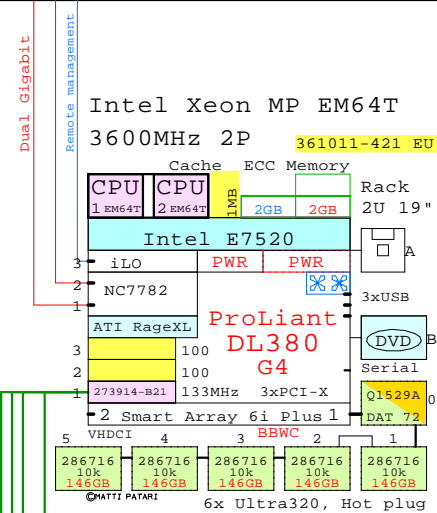 Dual Gigabit
Remote management
Intel Xeon MP EM64T
3600MHz 2P
361011-421 EU
Cache ECC Memory
CPU
1 EM64T
CPU
2 EM64T
1MB
2GB
2GB
Rack
2U 19"
Intel E7520
A
3 iLO
PWR
PWR
2
NC7782
1
3xUSB
ATI RageXL
ProLiant
DL380
G4
DVD
B
3
100
2
100
Serial
1
273914-B21
133MHz 3xPCI-X
Q1529A
0
DAT 72
2 Smart Array 6i Plus 1
VHDCI
BBWC
5
4
3
2
1
286716
10k
146GB
286716
10k
146GB
286716
10k
146GB
286716
10k
146GB
286716
10k
146GB
©MATTI PATARI
6x Ultra320, Hot plug